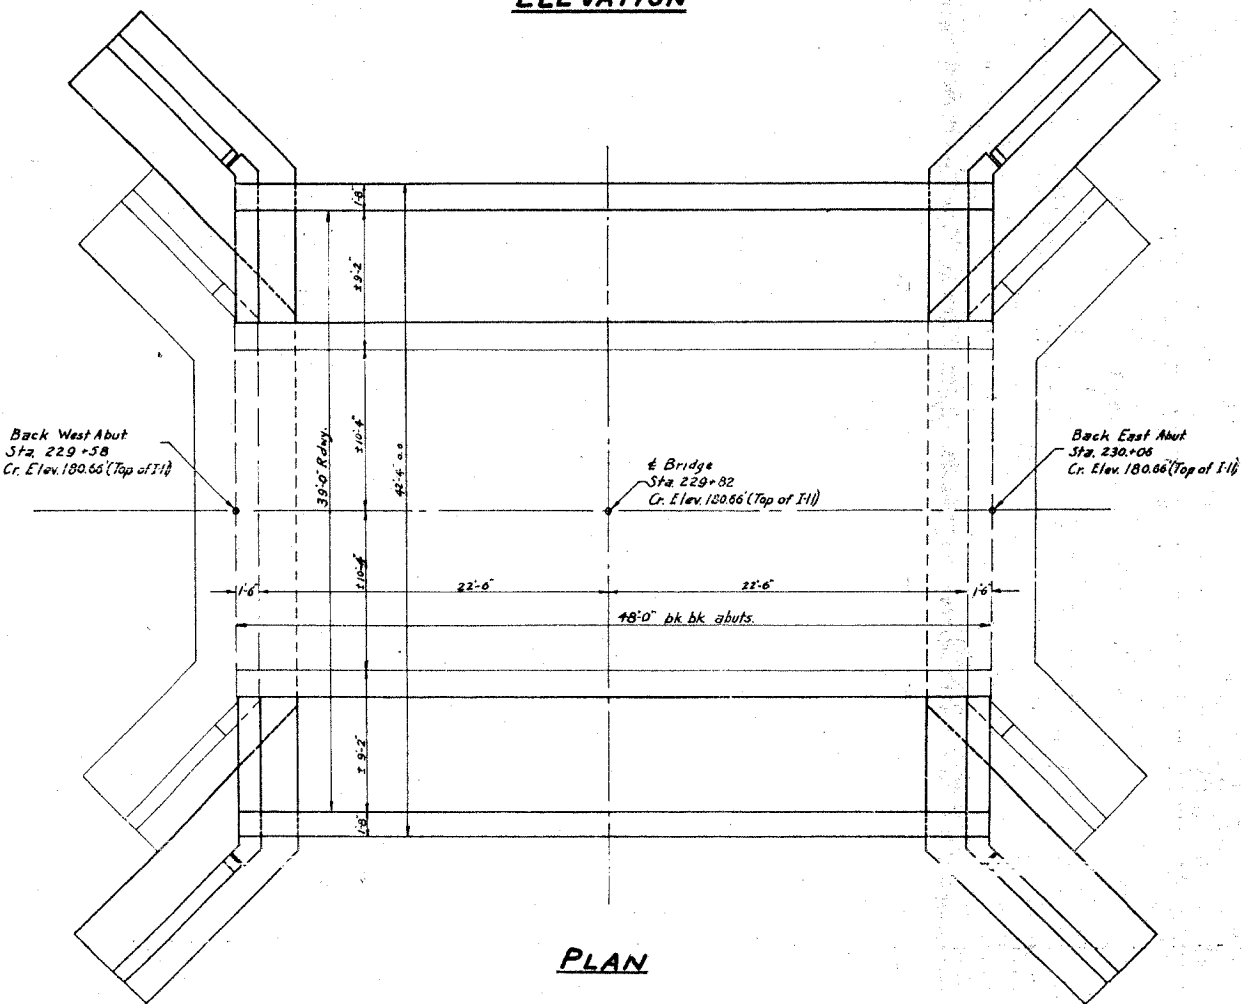 ELEVATION
1'-8"
± 9'-2"
Back West Abut
Sta. 229+58
Cr. Elev. 180.66' (Top of I-11)
39'-0" Rdwy.
± 10'-4"
42'-4" o.o
℄ Bridge
Sta. 229+82
Cr. Elev. 180.66' (Top of I-11)
Back East Abut
Sta. 230+06
Cr. Elev. 180.66' (Top of I-11)
± 10'-4"
1'-6"
22'-6"
22'-6"
1'-6"
48'-0" bk. bk. abuts.
± 9'-2"
1'-8"
PLAN